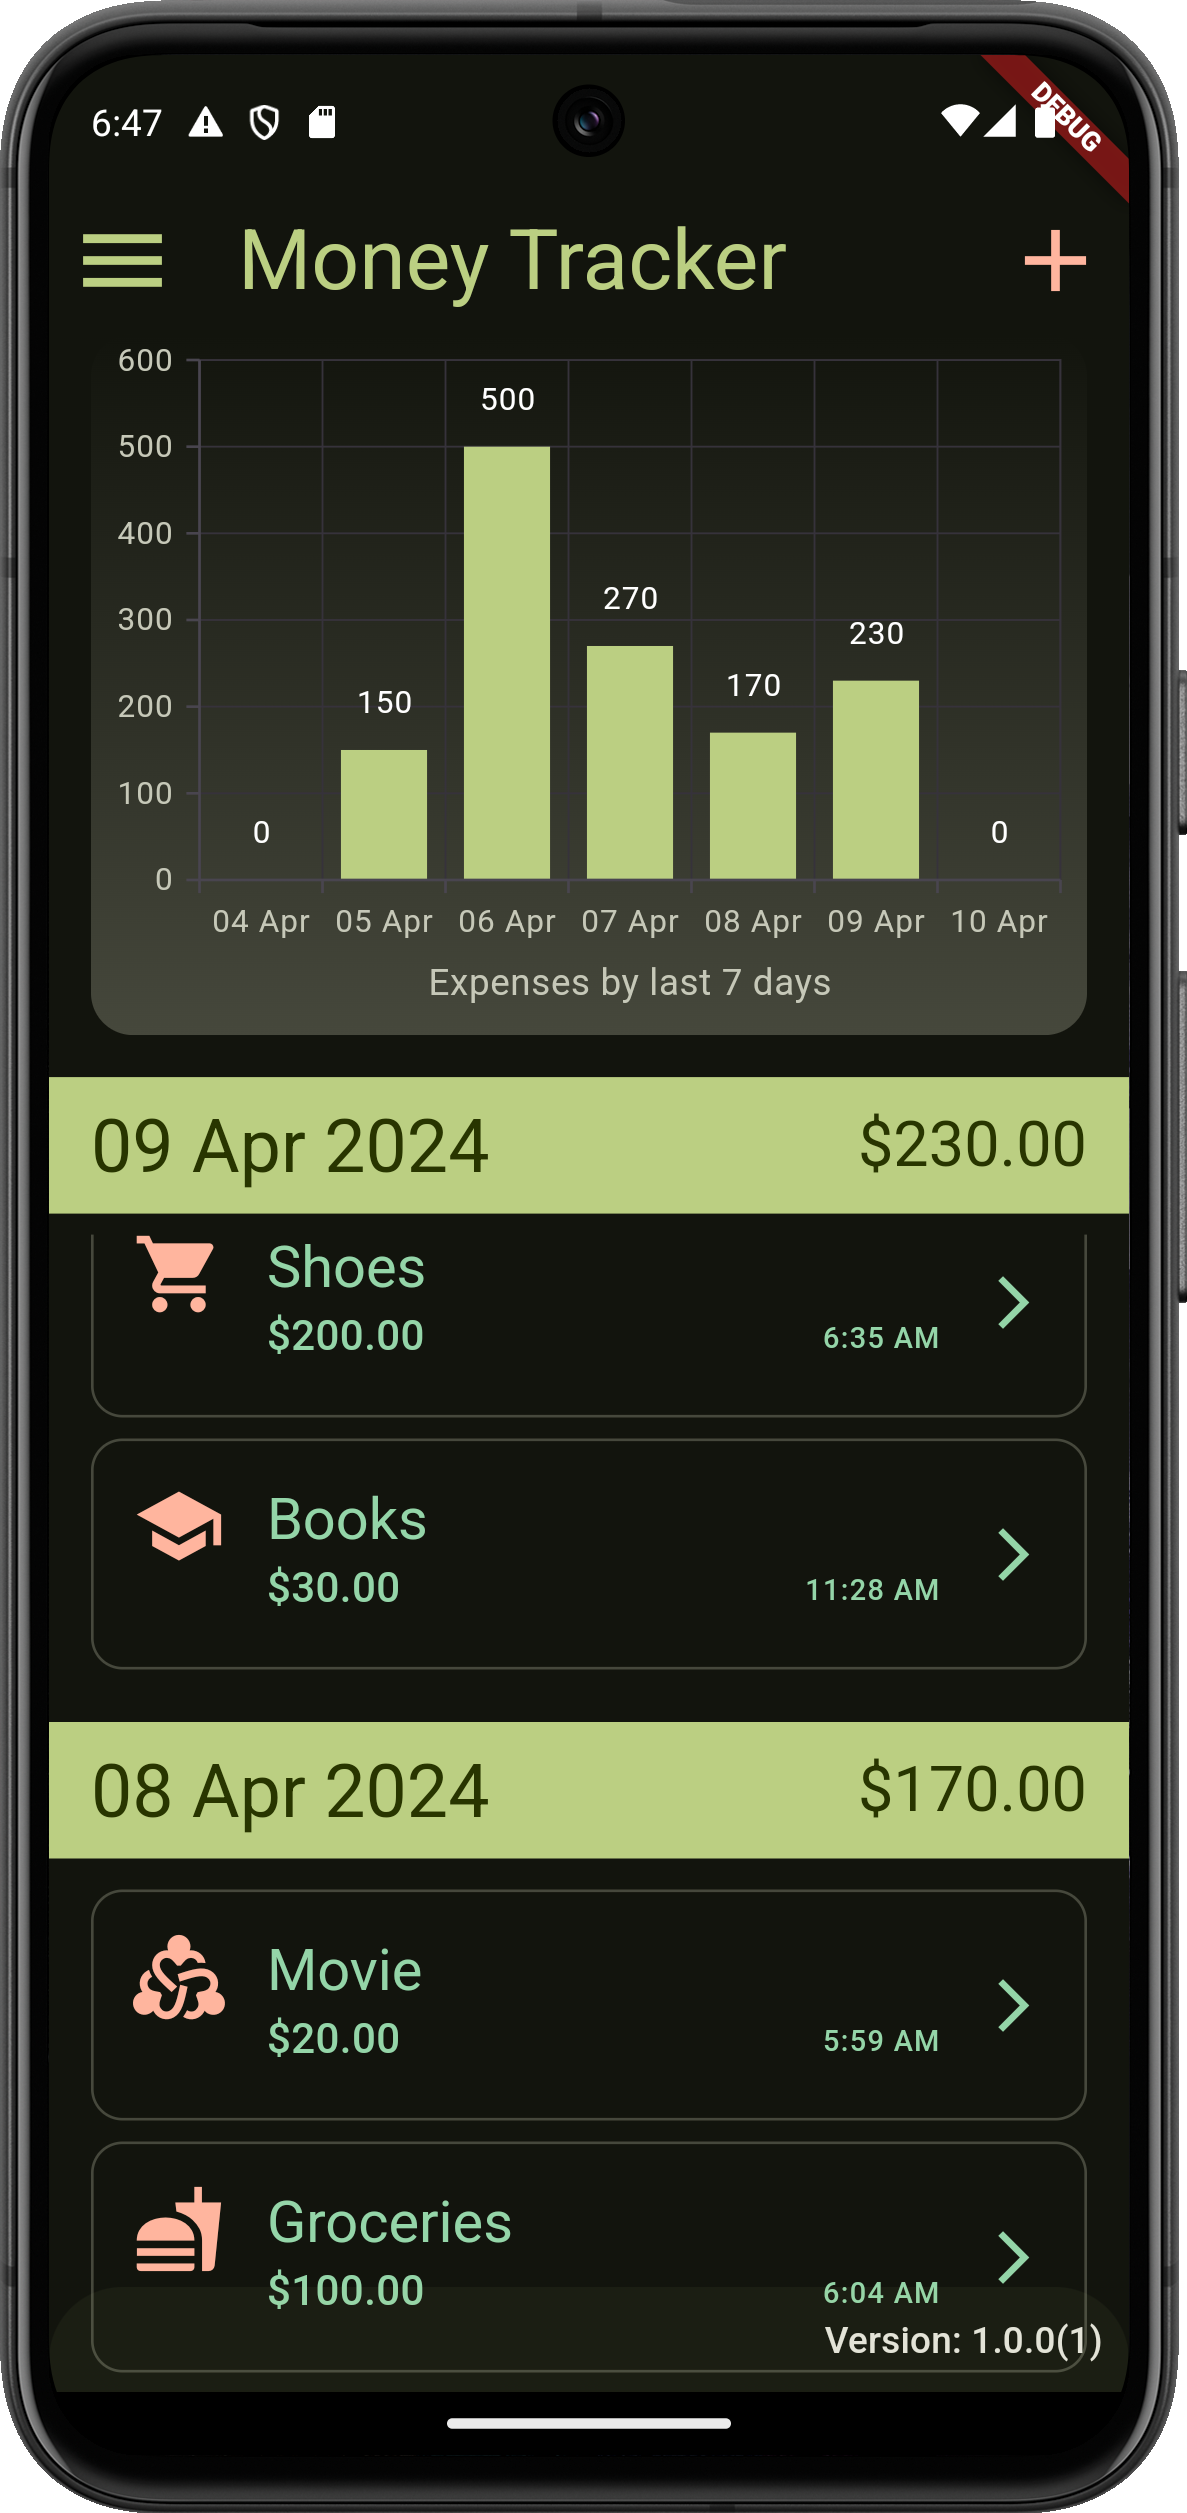 6:47
DEBUG
Money Tracker
600
500
500
400
300
270
230
200
150
170
100
0
0
0
04 Apr 05 Apr 06 Apr 07 Apr 08 Apr 09 Apr 10 Apr
Expenses by last 7 days
09 Apr 2024 $230.00
Shoes
$200.00 6:35 AM
Books
$30.00 11:28 AM
08 Apr 2024 $170.00
Movie
$20.00 5:59 AM
Groceries
$100.00 6:04 AM
Version: 1.0.0(1)